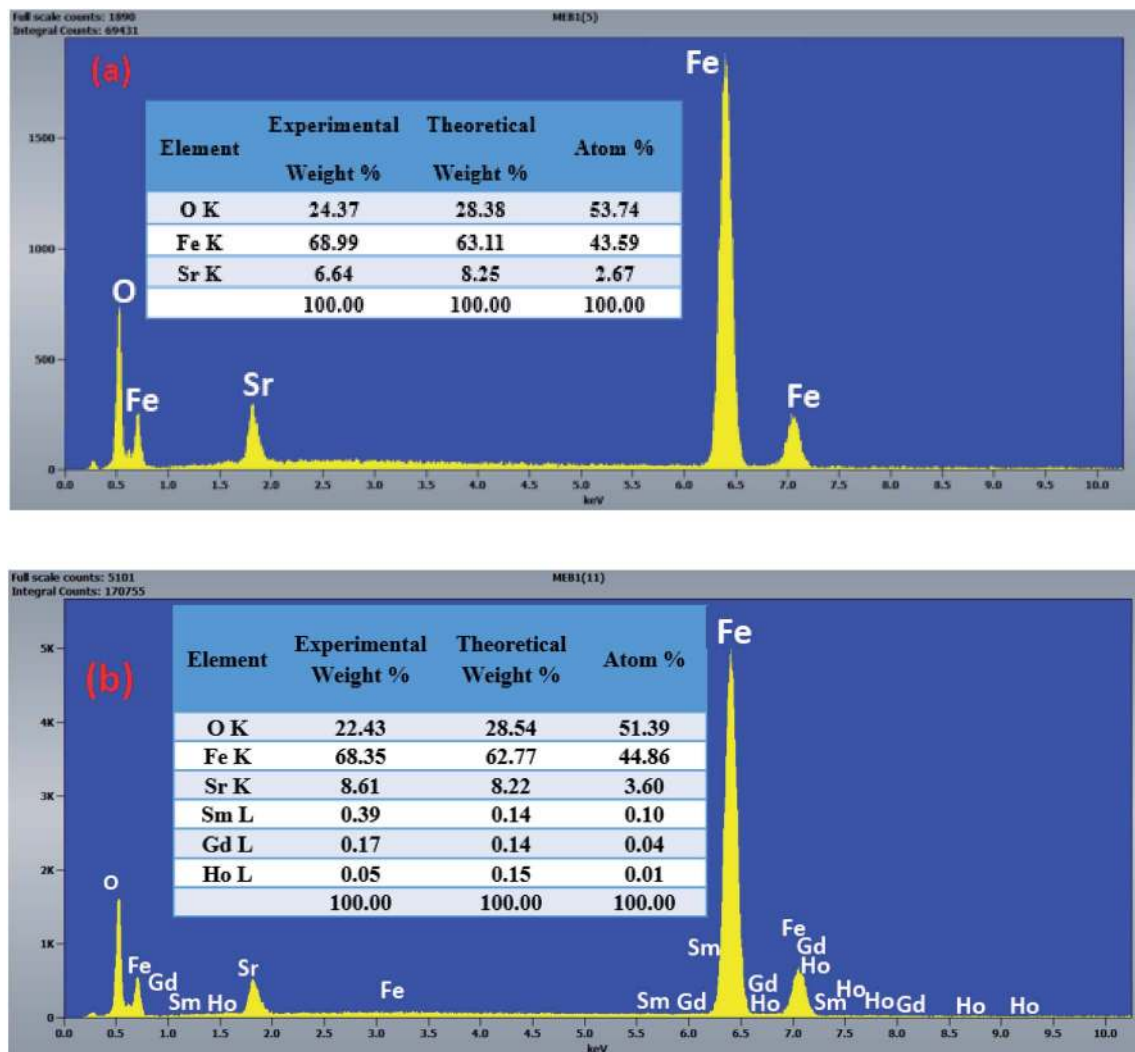 Full scale counts: 1890
MEB1(5)
Integral Counts: 69431
(a)
Fe
Element Experimental Weight % Theoretical Weight % Atom %
O K 24.37 28.38 53.74
Fe K 68.99 63.11 43.59
Sr K 6.64 8.25 2.67
100.00 100.00 100.00
1500
1000
500
0
O
Fe
Sr
Fe
0.0 0.5 1.0 1.5 2.0 2.5 3.0 3.5 4.0 4.5 5.0 5.5 6.0 6.5 7.0 7.5 8.0 8.5 9.0 9.5 10.0
keV
Full scale counts: 5101
MEB1(11)
Integral Counts: 170755
(b)
Fe
Element Experimental Weight % Theoretical Weight % Atom %
O K 22.43 28.54 51.39
Fe K 68.35 62.77 44.86
Sr K 8.61 8.22 3.60
Sm L 0.39 0.14 0.10
Gd L 0.17 0.14 0.04
Ho L 0.05 0.15 0.01
100.00 100.00 100.00
5K
4K
3K
2K
1K
0
O
Fe
Gd
Sm Ho
Sr
Fe
Sm Gd
Sm
Gd
Ho
Fe
Gd
Ho
Sm
Ho
Ho
Gd
Ho
Ho
0.0 0.5 1.0 1.5 2.0 2.5 3.0 3.5 4.0 4.5 5.0 5.5 6.0 6.5 7.0 7.5 8.0 8.5 9.0 9.5 10.0
keV